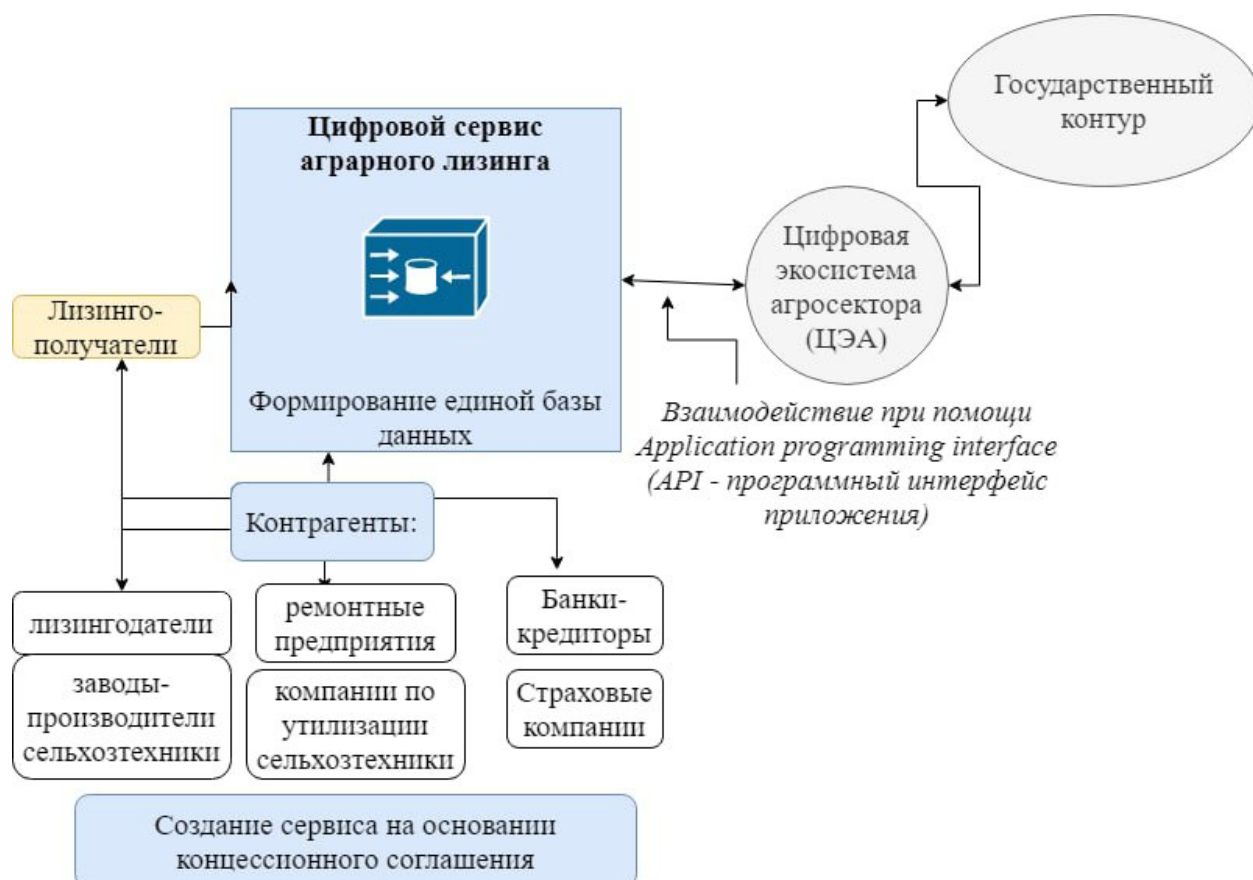 Государственный
контур
Цифровой сервис
аграрного лизинга
Цифровая
экосистема
агросектора
(ЦЭА)
Лизинго-
получатели
Формирование единой базы
данных
Взаимодействие при помощи
Application programming interface
(API - программный интерфейс
приложения)
Контрагенты:
лизингодатели
ремонтные
предприятия
Банки-
кредиторы
заводы-
производители
сельхозтехники
компании по
утилизации
сельхозтехники
Страховые
компании
Создание сервиса на основании
концессионного соглашения